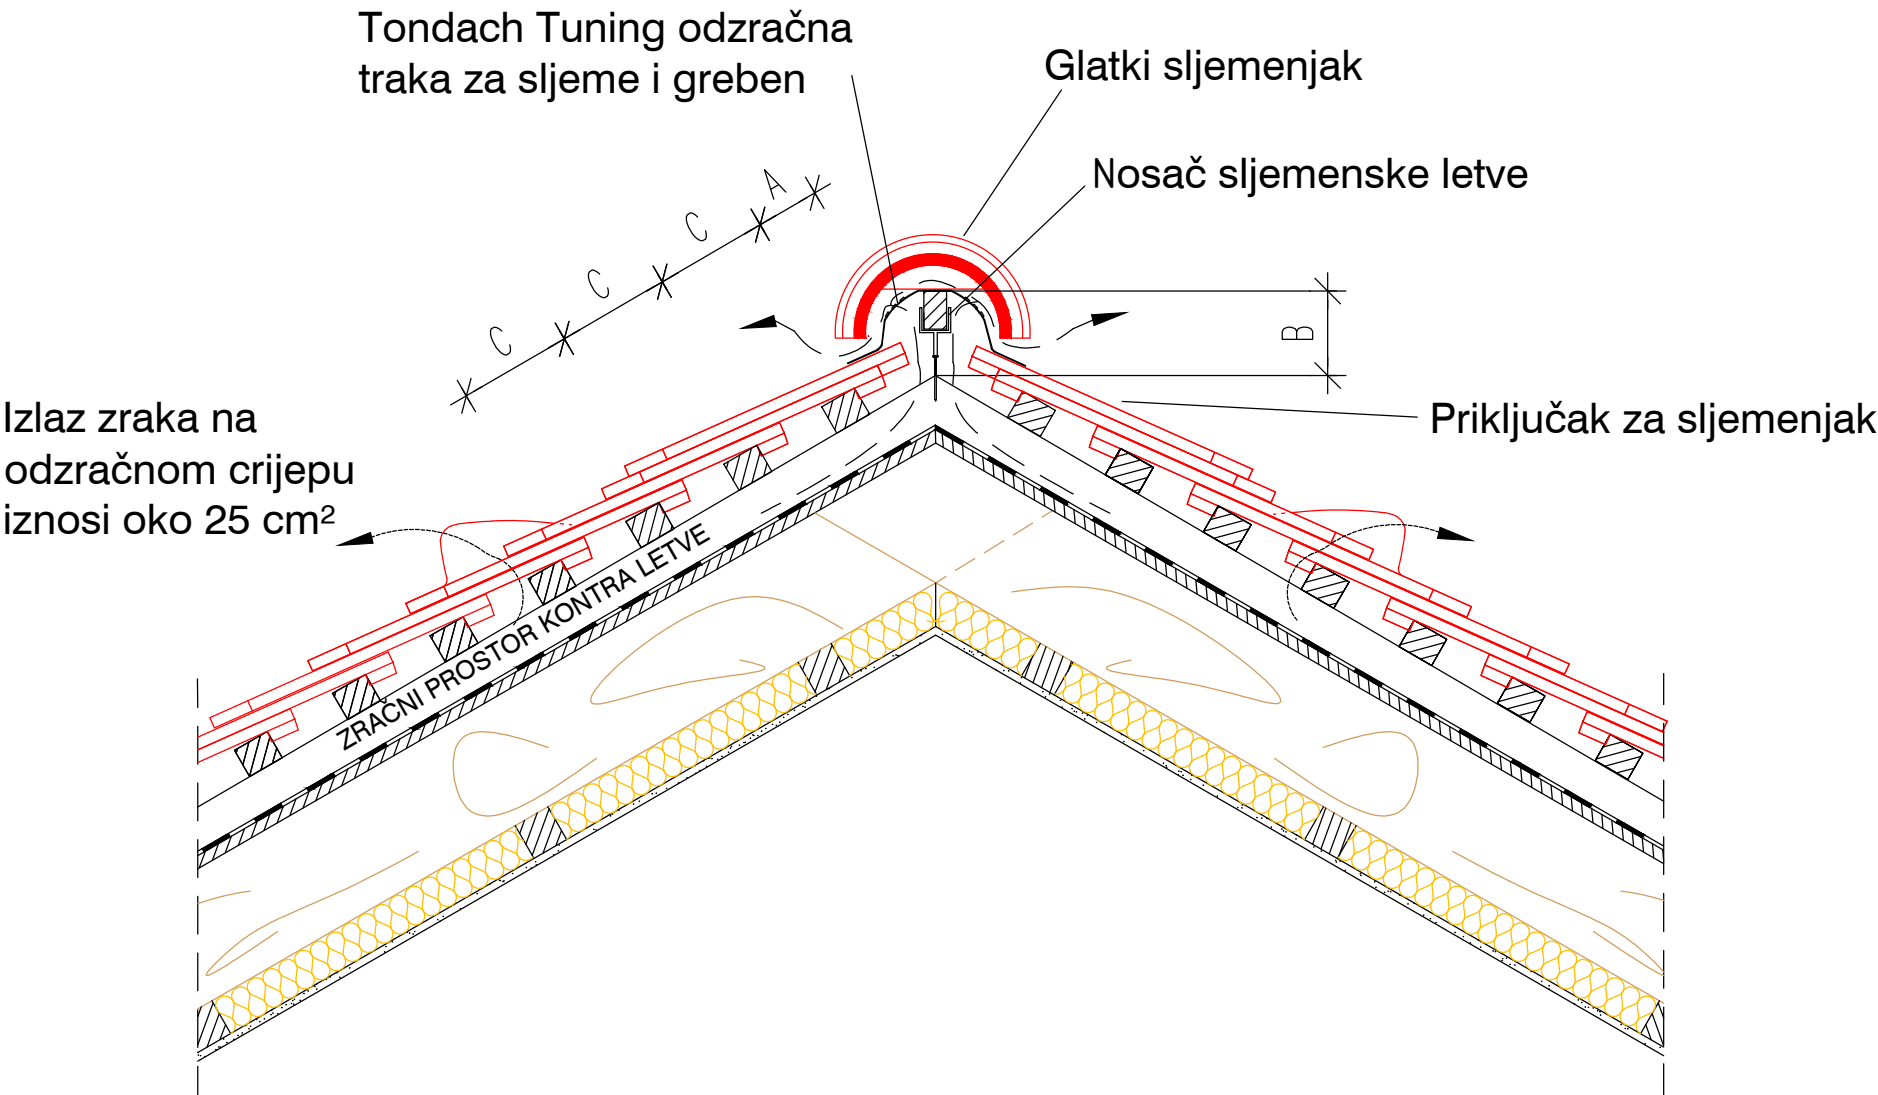 Tondach Tuning odzračna
traka za sljeme i greben
Glatki sljemenjak
Nosač sljemenske letve
A
C
C
C
B
Izlaz zraka na
odzračnom crijepu
iznosi oko 25 cm²
Priključak za sljemenjak
ZRAČNI PROSTOR KONTRA LETVE